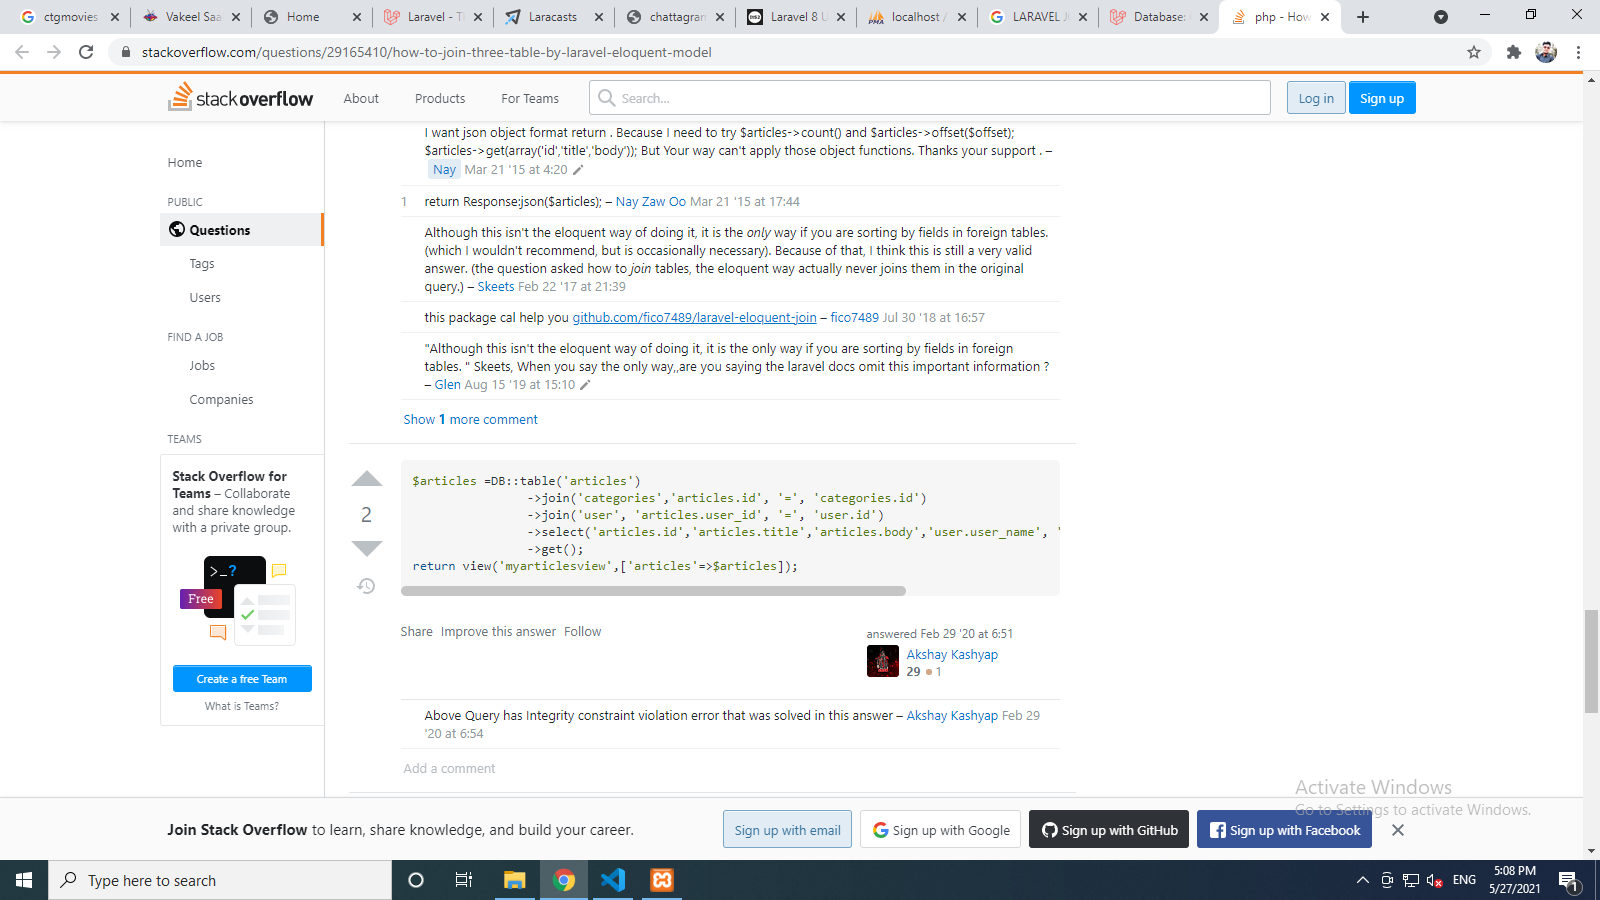 ctgmovies
Vakeel Saa
Home
Laravel - Th
Laracasts
chattagram
Laravel 8 U
localhost /
LARAVEL JO
Database:
php - How
stackoverflow.com/questions/29165410/how-to-join-three-table-by-laravel-eloquent-model
stackoverflow
About
Products
For Teams
Search...
Log in
Sign up
Home
PUBLIC
Questions
Tags
Users
FIND A JOB
Jobs
Companies
TEAMS
Stack Overflow for
Teams – Collaborate
and share knowledge
with a private group.
>_?
Free
Create a free Team
What is Teams?
I want json object format return . Because I need to try $articles->count() and $articles->offset($offset);
$articles->get(array('id','title','body')); But Your way can't apply those object functions. Thanks your support . –
Nay Mar 21 '15 at 4:20
1 return Response:json($articles); – Nay Zaw Oo Mar 21 '15 at 17:44
Although this isn't the eloquent way of doing it, it is the only way if you are sorting by fields in foreign tables.
(which I wouldn't recommend, but is occasionally necessary). Because of that, I think this is still a very valid
answer. (the question asked how to join tables, the eloquent way actually never joins them in the original
query.) – Skeets Feb 22 '17 at 21:39
this package cal help you github.com/fico7489/laravel-eloquent-join – fico7489 Jul 30 '18 at 16:57
"Although this isn't the eloquent way of doing it, it is the only way if you are sorting by fields in foreign
tables. " Skeets, When you say the only way,,are you saying the laravel docs omit this important information ?
– Glen Aug 15 '19 at 15:10
Show 1 more comment
2
$articles =DB::table('articles')
->join('categories','articles.id', '=', 'categories.id')
->join('user', 'articles.user_id', '=', 'user.id')
->select('articles.id','articles.title','articles.body','user.user_name', '
->get();
return view('myarticlesview',['articles'=>$articles]);
Share Improve this answer Follow
answered Feb 29 '20 at 6:51
Akshay Kashyap
29 1
Above Query has Integrity constraint violation error that was solved in this answer – Akshay Kashyap Feb 29
'20 at 6:54
Add a comment
Activate Windows
Go to Settings to activate Windows.
Join Stack Overflow to learn, share knowledge, and build your career.
Sign up with email
Sign up with Google
Sign up with GitHub
Sign up with Facebook
Type here to search
ENG
5:08 PM
5/27/2021
1